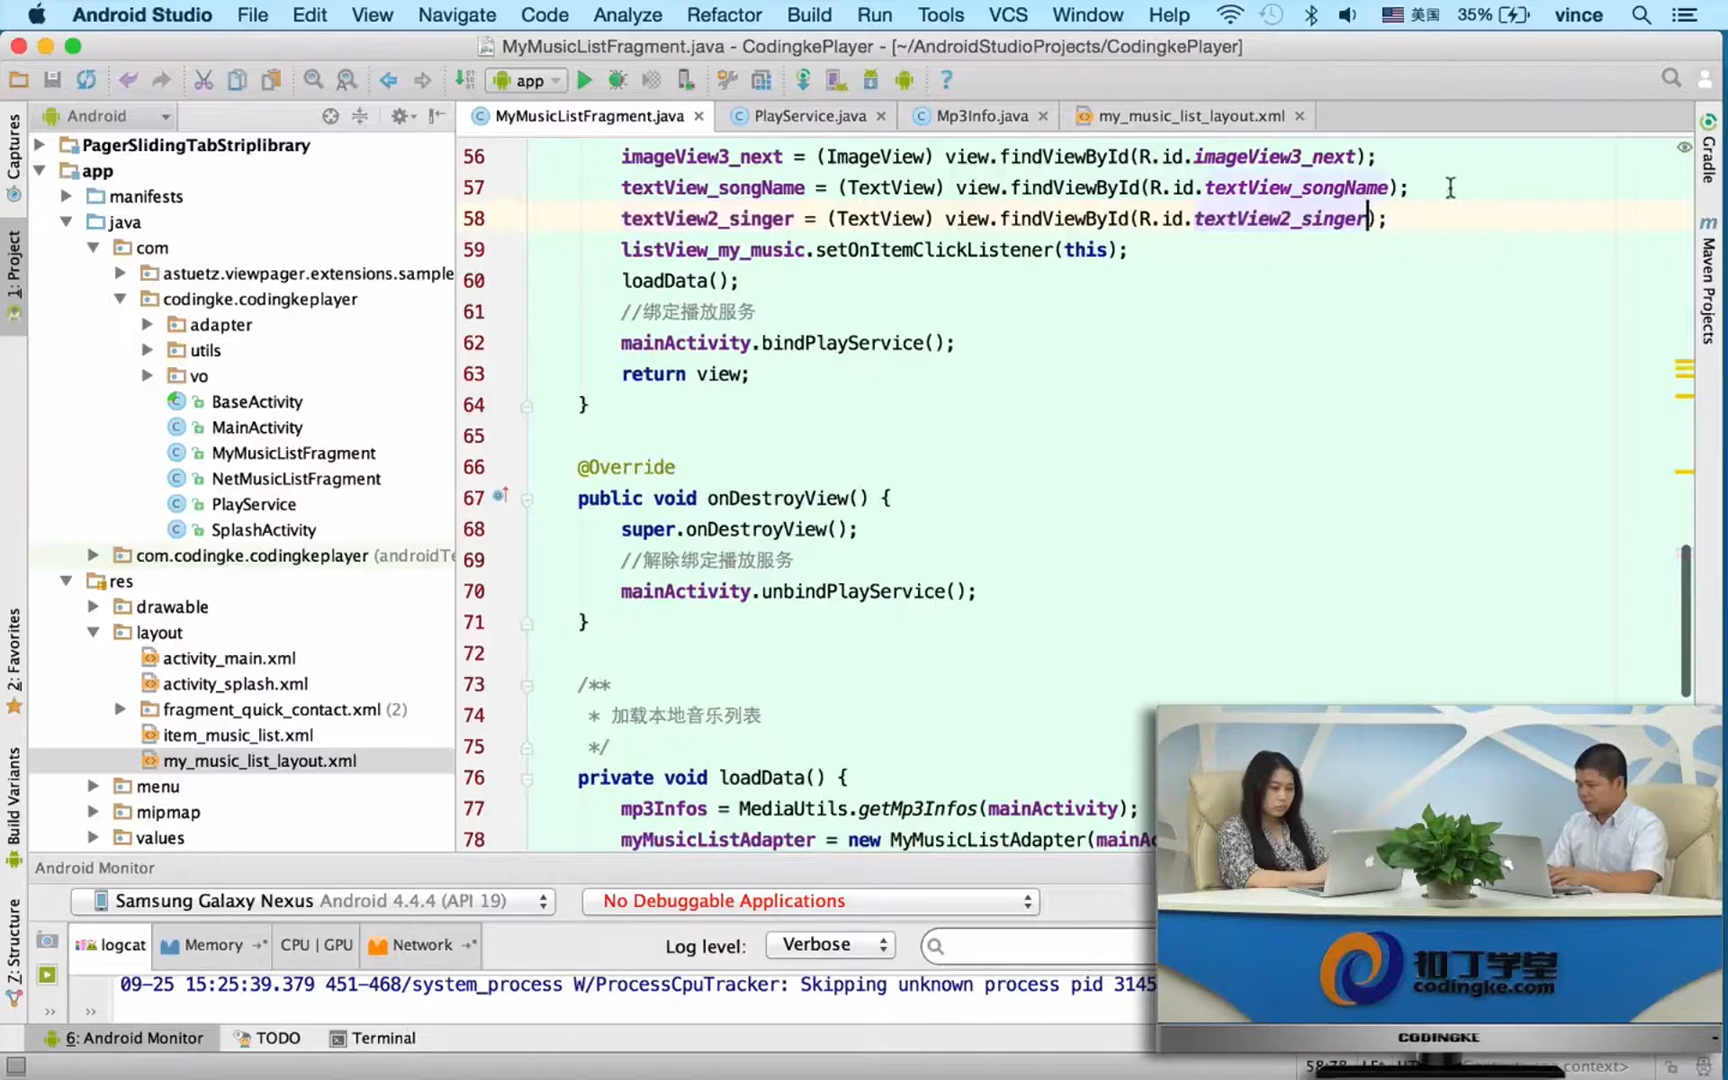 Android Studio File Edit View Navigate Code Analyze Refactor Build Run Tools VCS Window Help 美国 35% vince
MyMusicListFragment.java - CodingkePlayer - [~/AndroidStudioProjects/CodingkePlayer]
app
Android
MyMusicListFragment.java PlayService.java Mp3Info.java my_music_list_layout.xml
Captures
1: Project
2: Favorites
Build Variants
Z: Structure
Gradle
Maven Projects
PagerSlidingTabStriplibrary
app
manifests
java
com
astuetz.viewpager.extensions.sample
codingke.codingkeplayer
adapter
utils
vo
BaseActivity
MainActivity
MyMusicListFragment
NetMusicListFragment
PlayService
SplashActivity
com.codingke.codingkeplayer (androidTe
res
drawable
layout
activity_main.xml
activity_splash.xml
fragment_quick_contact.xml (2)
item_music_list.xml
my_music_list_layout.xml
menu
mipmap
values
56 imageView3_next = (ImageView) view.findViewById(R.id.imageView3_next);
57 textView_songName = (TextView) view.findViewById(R.id.textView_songName);
58 textView2_singer = (TextView) view.findViewById(R.id.textView2_singer);
59 listView_my_music.setOnItemClickListener(this);
60 loadData();
61 //绑定播放服务
62 mainActivity.bindPlayService();
63 return view;
64 }
65
66 @Override
67 public void onDestroyView() {
68 super.onDestroyView();
69 //解除绑定播放服务
70 mainActivity.unbindPlayService();
71 }
72
73 /**
74 * 加载本地音乐列表
75 */
76 private void loadData() {
77 mp3Infos = MediaUtils.getMp3Infos(mainActivity);
78 myMusicListAdapter = new MyMusicListAdapter(mainAc
Android Monitor
Samsung Galaxy Nexus Android 4.4.4 (API 19) No Debuggable Applications
logcat Memory CPU | GPU Network Log level: Verbose
09-25 15:25:39.379 451-468/system_process W/ProcessCpuTracker: Skipping unknown process pid 3145
6: Android Monitor TODO Terminal
扣丁学堂
codingke.com
CODINGKE
context>